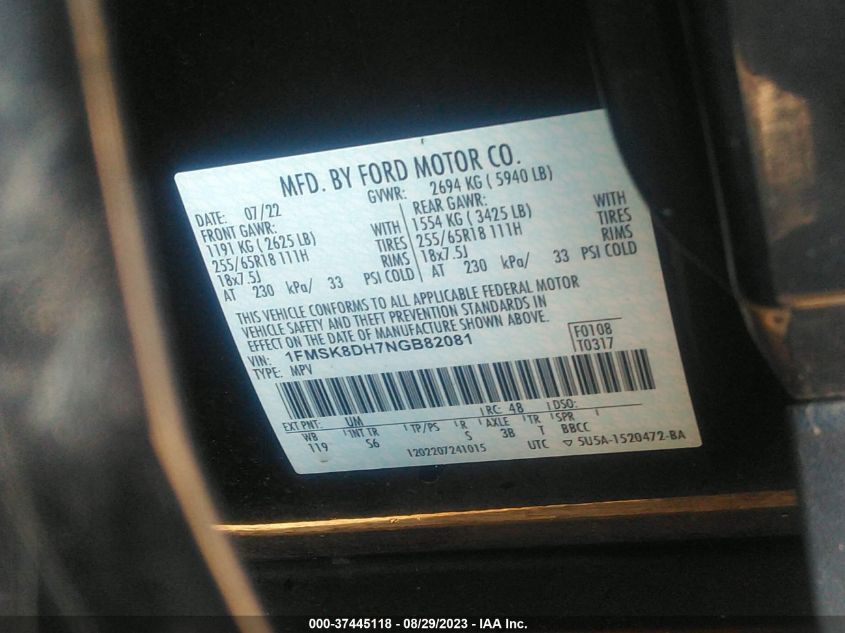 MFD. BY FORD MOTOR CO.
DATE: 07/22 GVWR: 2694 KG ( 5940 LB)
FRONT GAWR: REAR GAWR:
1191 KG ( 2625 LB) WITH 1554 KG ( 3425 LB) WITH
255/65R18 111H TIRES 255/65R18 111H TIRES
18x7.5J RIMS 18x7.5J RIMS
AT 230 kPa/ 33 PSI COLD AT 230 kPa/ 33 PSI COLD
THIS VEHICLE CONFORMS TO ALL APPLICABLE FEDERAL MOTOR
VEHICLE SAFETY AND THEFT PREVENTION STANDARDS IN
EFFECT ON THE DATE OF MANUFACTURE SHOWN ABOVE.
VIN: 1FMSK8DH7NGB82081 F0108
TYPE: MPV T0317
EXT PNT: UM RC: 48 DSO:
WB INT TR TP/PS R AXLE TR SPR
119 56 S 3B T BBCC
1202207241015 UTC ▽ 5U5A-1520472-BA
000-37445118 - 08/29/2023 - IAA Inc.